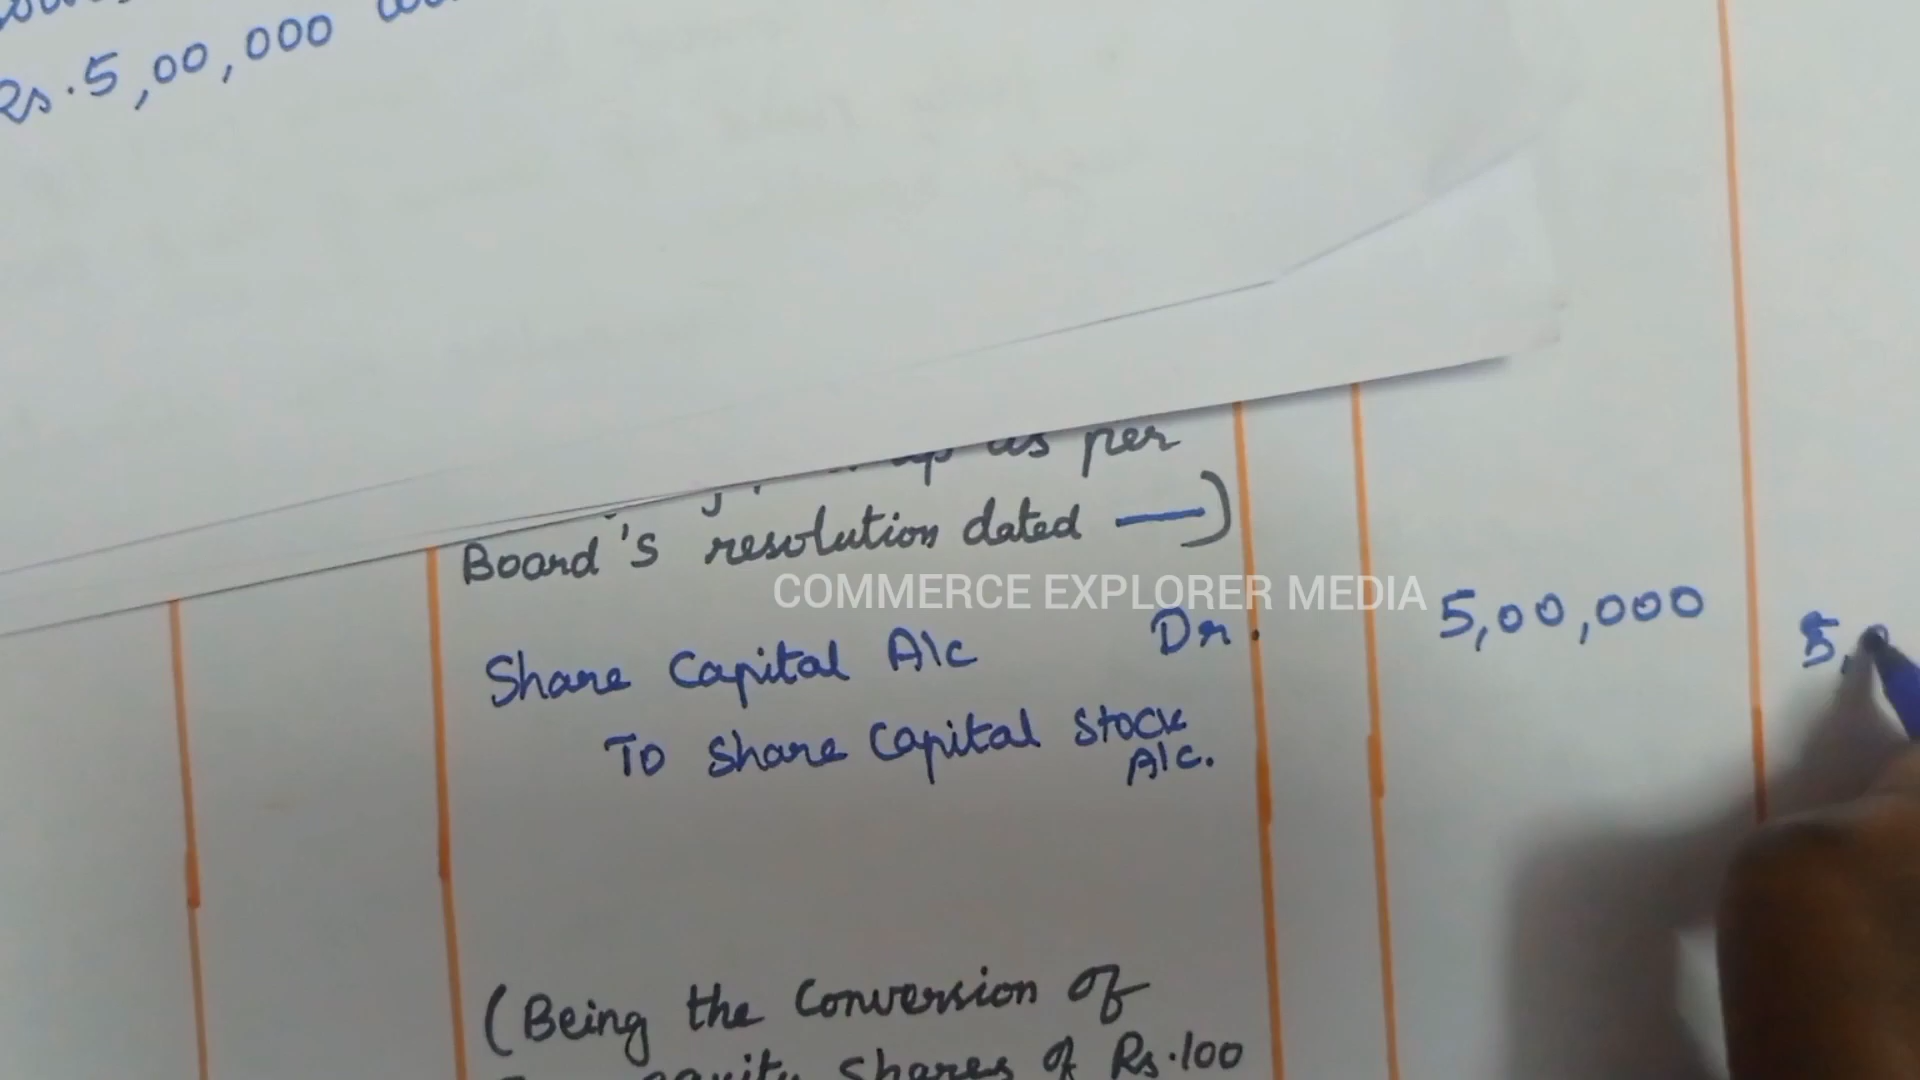 Rs.5,00,000
as per
Board's resolution dated —)
COMMERCE EXPLORER MEDIA
Share Capital A/c Dr. 5,00,000 5,
To Share Capital Stock
A/c.
(Being the Conversion of
shares of Rs.100